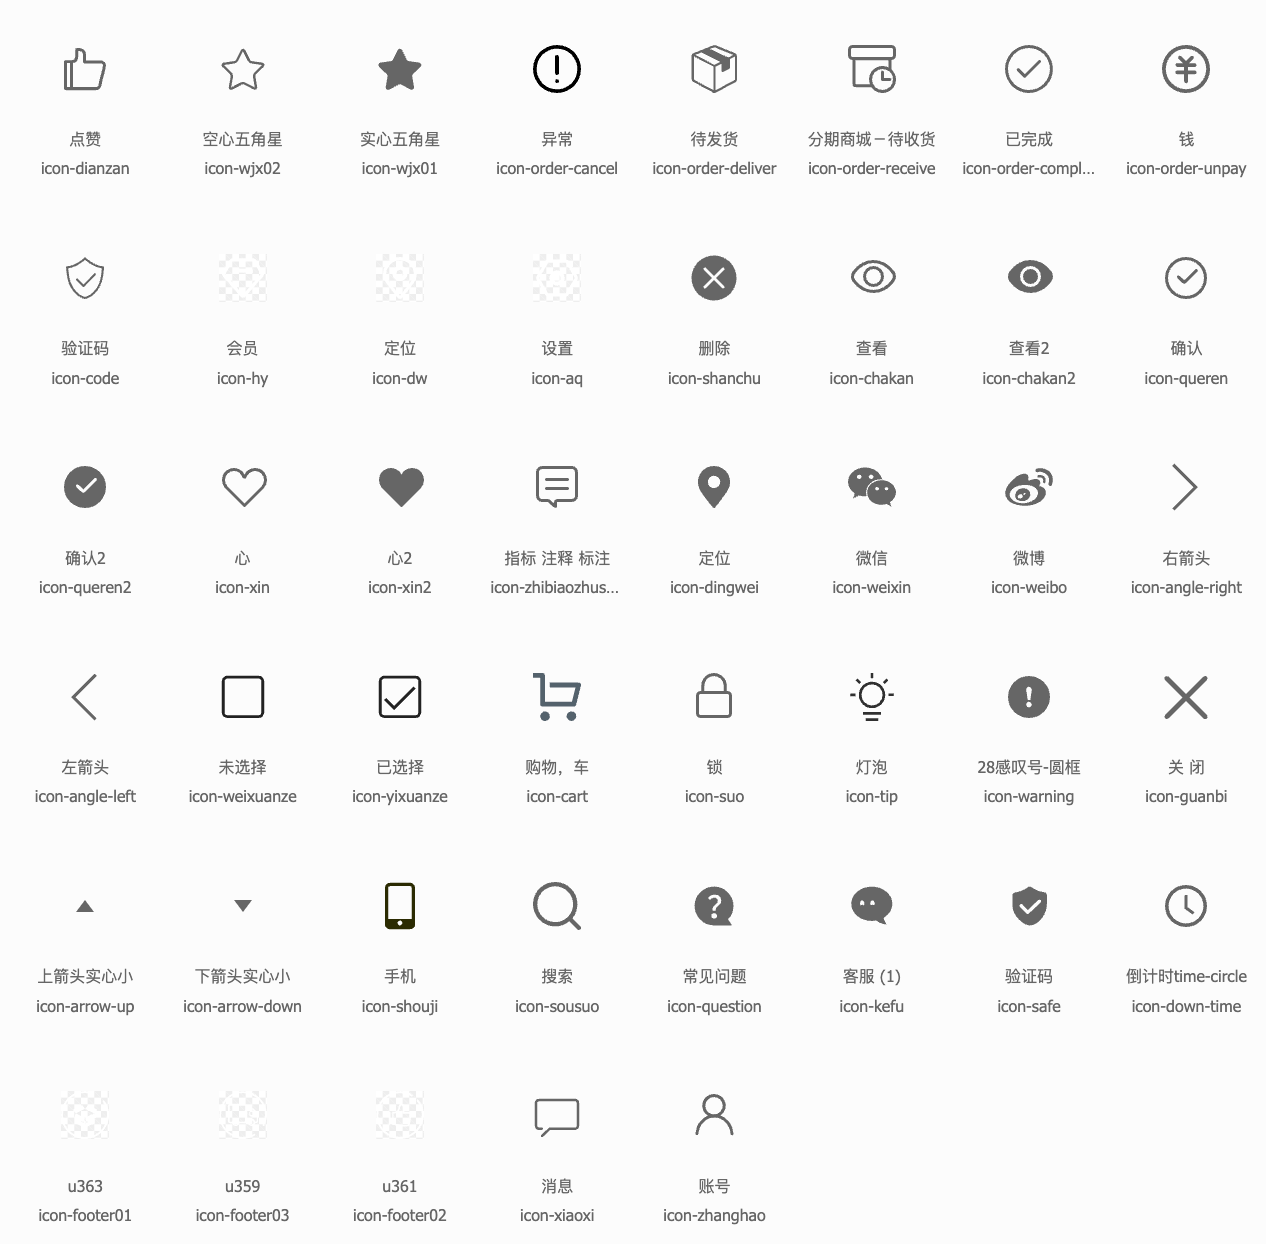 点赞 空心五角星 实心五角星 异常 待发货 分期商城－待收货 已完成 钱
icon-dianzan icon-wjx02 icon-wjx01 icon-order-cancel icon-order-deliver icon-order-receive icon-order-compl... icon-order-unpay
验证码 会员 定位 设置 删除 查看 查看2 确认
icon-code icon-hy icon-dw icon-aq icon-shanchu icon-chakan icon-chakan2 icon-queren
确认2 心 心2 指标 注释 标注 定位 微信 微博 右箭头
icon-queren2 icon-xin icon-xin2 icon-zhibiaozhus... icon-dingwei icon-weixin icon-weibo icon-angle-right
左箭头 未选择 已选择 购物，车 锁 灯泡 28感叹号-圆框 关 闭
icon-angle-left icon-weixuanze icon-yixuanze icon-cart icon-suo icon-tip icon-warning icon-guanbi
上箭头实心小 下箭头实心小 手机 搜索 常见问题 客服 (1) 验证码 倒计时time-circle
icon-arrow-up icon-arrow-down icon-shouji icon-sousuo icon-question icon-kefu icon-safe icon-down-time
u363 u359 u361 消息 账号
icon-footer01 icon-footer03 icon-footer02 icon-xiaoxi icon-zhanghao